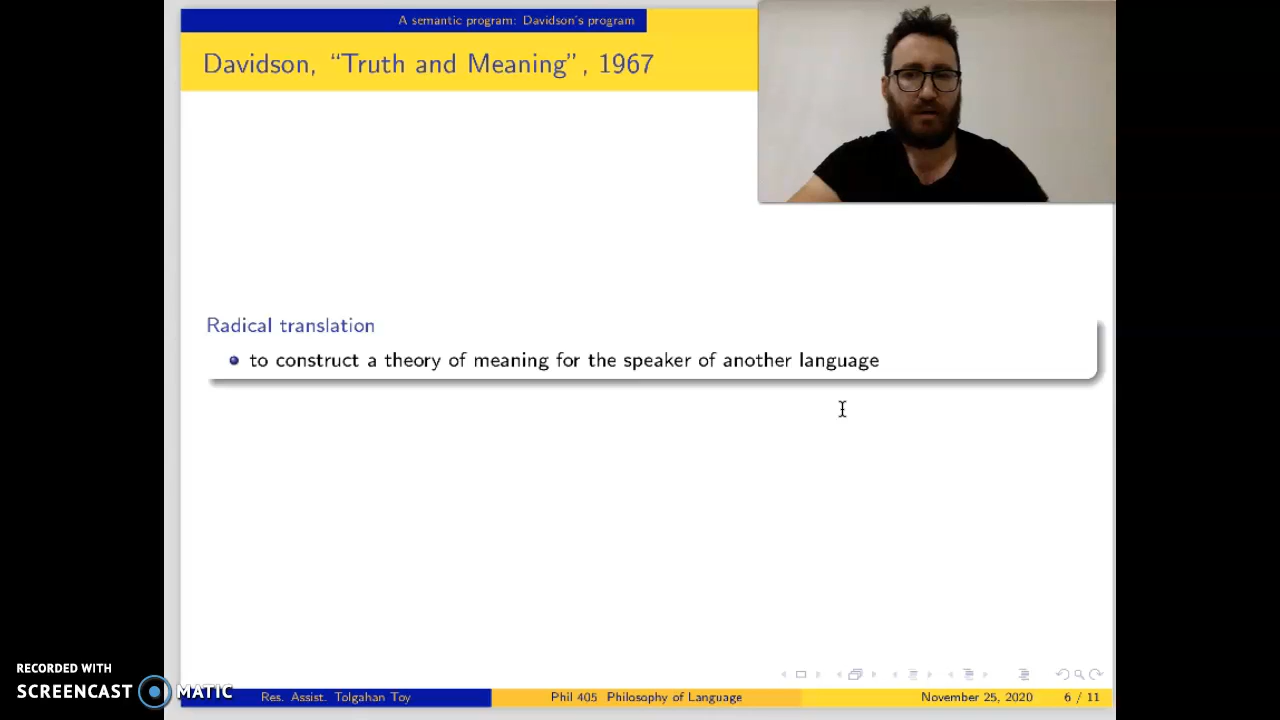 A semantic program: Davidson's program
Davidson, “Truth and Meaning”, 1967
Radical translation
to construct a theory of meaning for the speaker of another language
RECORDED WITH
SCREENCAST MATIC
Res. Assist. Tolgahan Toy
Phil 405 Philosophy of Language
November 25, 2020
6 / 11